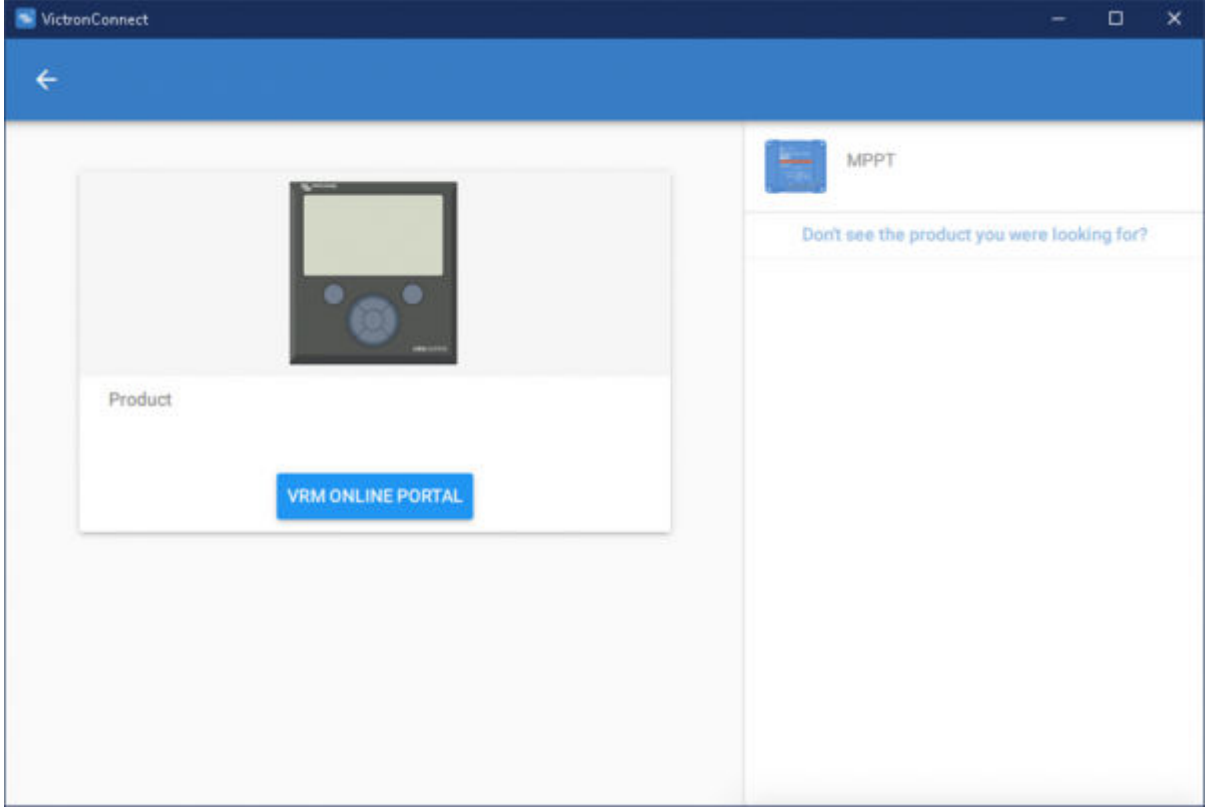 VictronConnect
MPPT
Don't see the product you were looking for?
Product
VRM ONLINE PORTAL